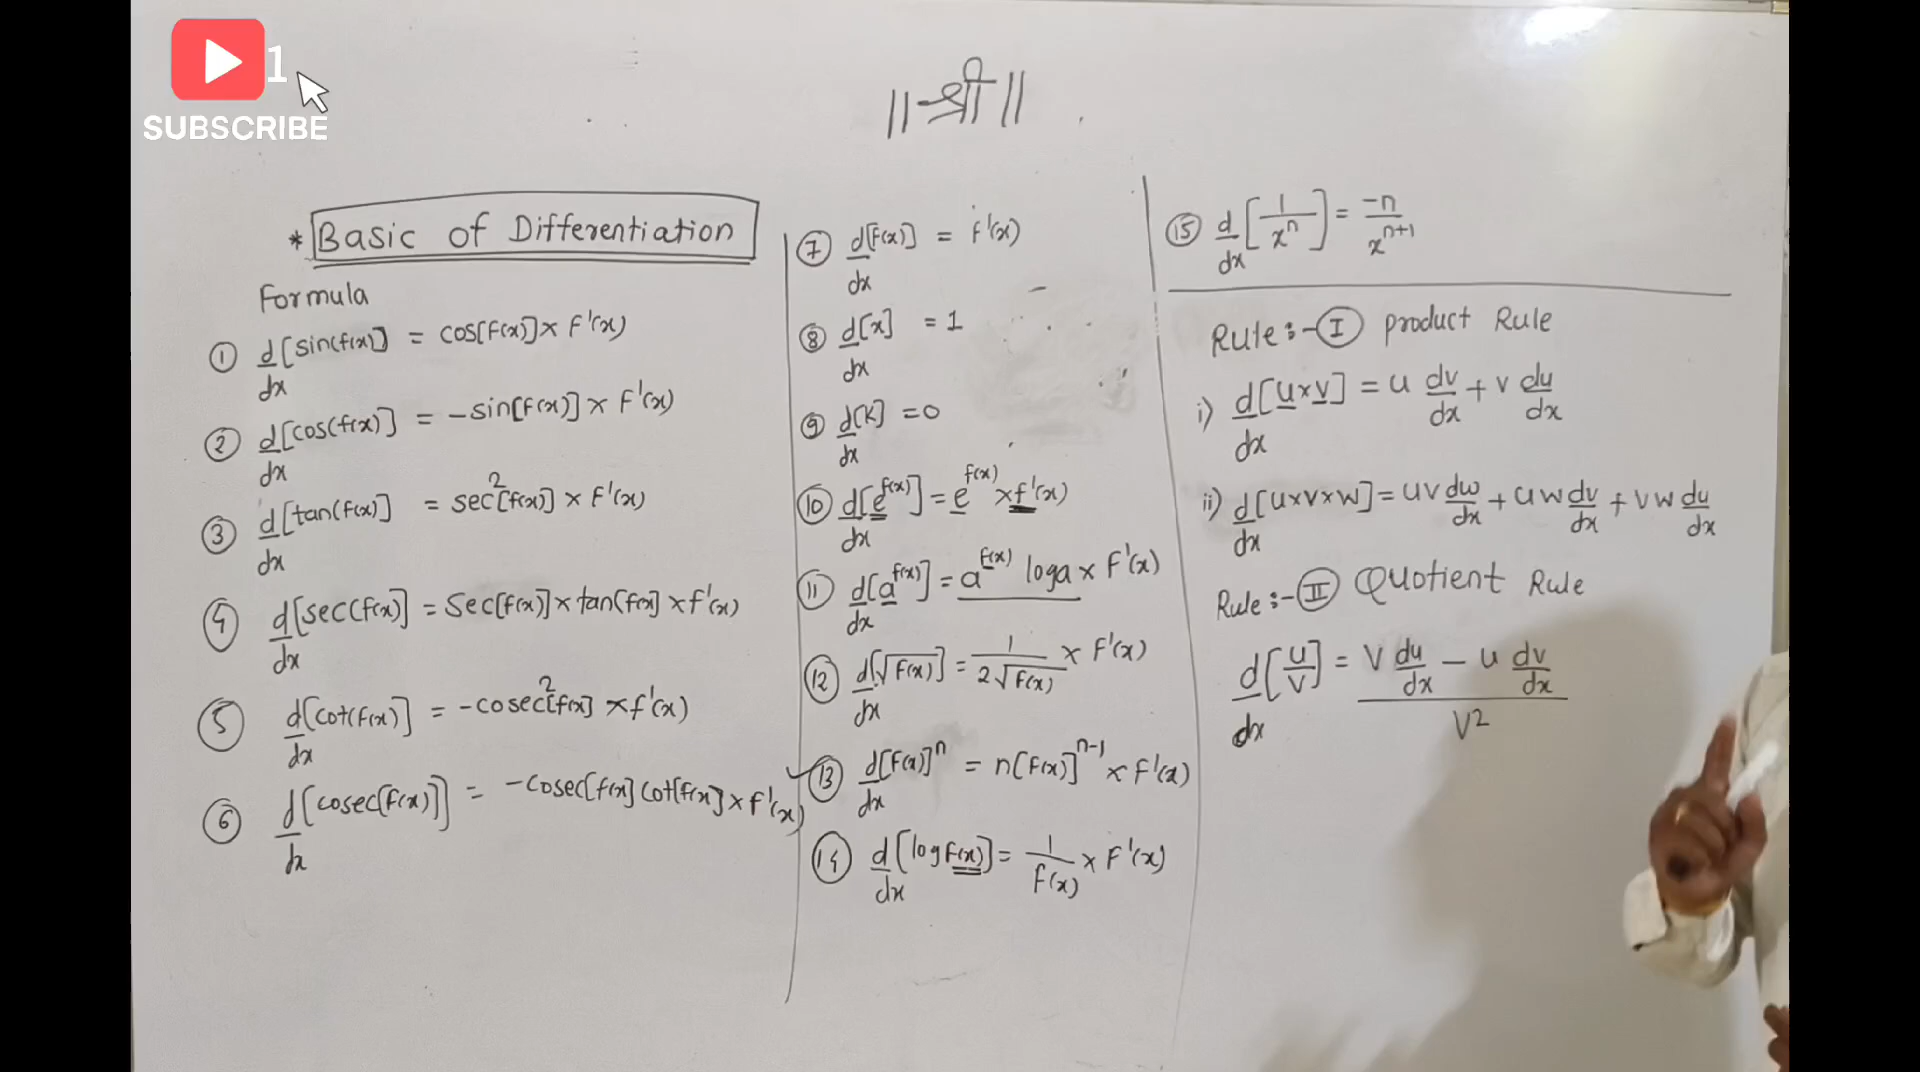 1
SUBSCRIBE
॥श्री॥
* Basic of Differentiation
Formula
① d/dx [sin(f(x)] = cos[f(x)] × F'(x)
② d/dx [cos(f(x)] = -sin[f(x)] × F'(x)
③ d/dx [tan(f(x)] = sec²[f(x)] × F'(x)
④ d/dx [sec(f(x)] = Sec[f(x)] × tan[f(x] × f'(x)
⑤ d/dx [cot(f(x)] = -cosec²[f(x] × f'(x)
⑥ d/dx [cosec[f(x)]] = -cosec[f(x] cot[f(x] × f'(x)
⑦ d/dx [f(x)] = f'(x)
⑧ d/dx [x] = 1
⑨ d/dx [K] = 0
⑩ d/dx [e^f(x)] = e^f(x) × f'(x)
⑪ d/dx [a^f(x)] = a^f(x) loga × F'(x)
⑫ d/dx [√f(x)] = 1/2√f(x) × F'(x)
⑬ d/dx [f(x)]^n = n[f(x)]^n-1 × F'(x)
⑭ d/dx [log f(x)] = 1/f(x) × F'(x)
⑮ d/dx [1/x^n] = -n/x^n+1
Rule:- Ⅰ product Rule
i) d/dx [u×v] = u dv/dx + v du/dx
ii) d/dx [u×v×w] = uv dw/dx + uw dv/dx + vw du/dx
Rule:- Ⅱ Quotient Rule
d/dx [u/v] = v du/dx - u dv/dx / v²